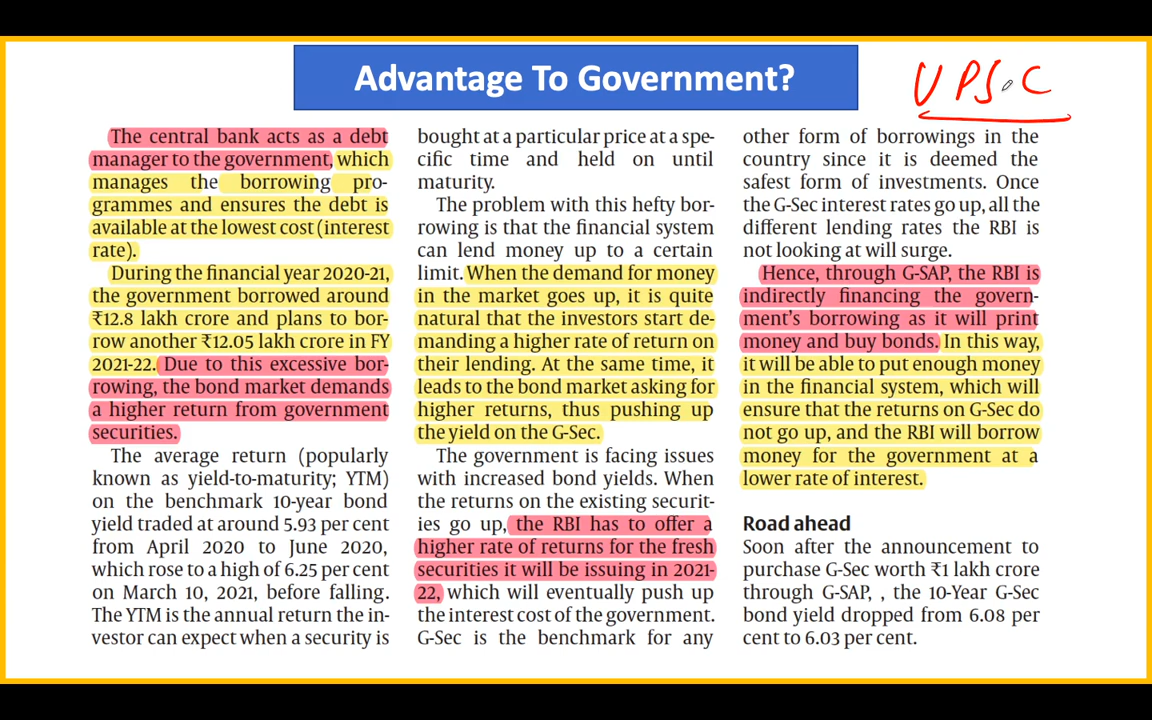 Advantage To Government?
UPSC
The central bank acts as a debt
manager to the government, which
manages the borrowing pro-
grammes and ensures the debt is
available at the lowest cost (interest
rate).
During the financial year 2020-21,
the government borrowed around
₹12.8 lakh crore and plans to bor-
row another ₹12.05 lakh crore in FY
2021-22. Due to this excessive bor-
rowing, the bond market demands
a higher return from government
securities.
The average return (popularly
known as yield-to-maturity; YTM)
on the benchmark 10-year bond
yield traded at around 5.93 per cent
from April 2020 to June 2020,
which rose to a high of 6.25 per cent
on March 10, 2021, before falling.
The YTM is the annual return the in-
vestor can expect when a security is
bought at a particular price at a spe-
cific time and held on until
maturity.
The problem with this hefty bor-
rowing is that the financial system
can lend money up to a certain
limit. When the demand for money
in the market goes up, it is quite
natural that the investors start de-
manding a higher rate of return on
their lending. At the same time, it
leads to the bond market asking for
higher returns, thus pushing up
the yield on the G-Sec.
The government is facing issues
with increased bond yields. When
the returns on the existing securit-
ies go up, the RBI has to offer a
higher rate of returns for the fresh
securities it will be issuing in 2021-
22, which will eventually push up
the interest cost of the government.
G-Sec is the benchmark for any
other form of borrowings in the
country since it is deemed the
safest form of investments. Once
the G-Sec interest rates go up, all the
different lending rates the RBI is
not looking at will surge.
Hence, through G-SAP, the RBI is
indirectly financing the govern-
ment's borrowing as it will print
money and buy bonds. In this way,
it will be able to put enough money
in the financial system, which will
ensure that the returns on G-Sec do
not go up, and the RBI will borrow
money for the government at a
lower rate of interest.
Road ahead
Soon after the announcement to
purchase G-Sec worth ₹1 lakh crore
through G-SAP, , the 10-Year G-Sec
bond yield dropped from 6.08 per
cent to 6.03 per cent.